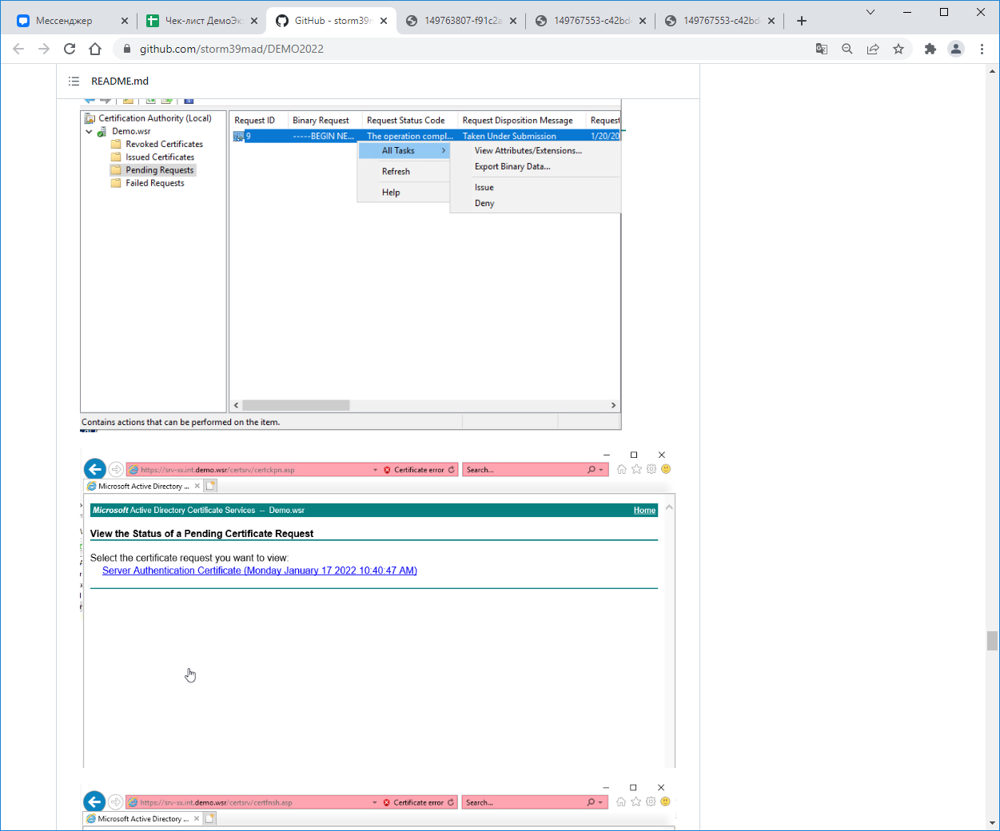 Мессенджер
Чек-лист ДемоЭкз
GitHub - storm39m
149763807-f91c2a
149767553-c42bd
149767553-c42bd
github.com/storm39mad/DEMO2022
README.md
Certification Authority (Local)
Demo.wsr
Revoked Certificates
Issued Certificates
Pending Requests
Failed Requests
Request ID Binary Request Request Status Code Request Disposition Message Request
9 -----BEGIN NE... The operation compl... Taken Under Submission 1/20/20
All Tasks
Refresh
Help
View Attributes/Extensions...
Export Binary Data...
Issue
Deny
Contains actions that can be performed on the item.
https://srv-xx.int.demo.wsr/certsrv/certckpn.asp Certificate error Search...
Microsoft Active Directory ...
Microsoft Active Directory Certificate Services -- Demo.wsr Home
View the Status of a Pending Certificate Request
Select the certificate request you want to view:
Server Authentication Certificate (Monday January 17 2022 10:40:47 AM)
https://srv-xx.int.demo.wsr/certsrv/certfnsh.asp Certificate error Search...
Microsoft Active Directory ...